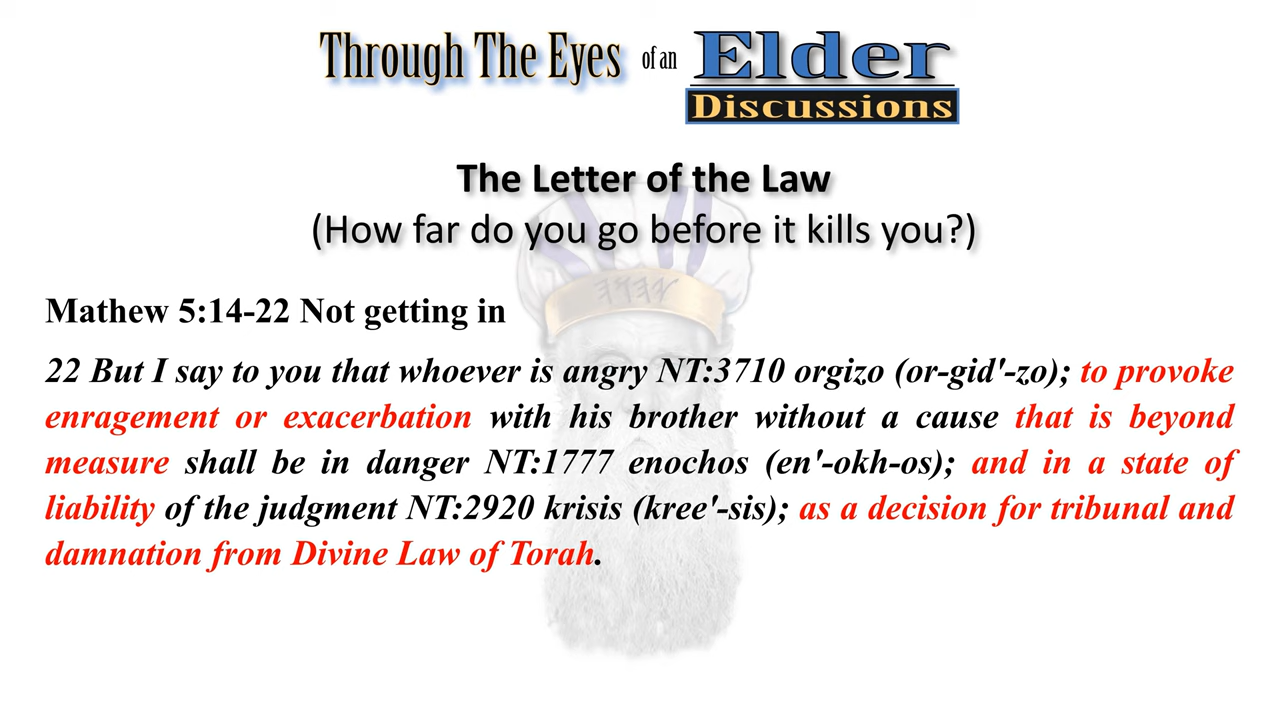 Through The Eyes of an Elder
Discussions
The Letter of the Law
(How far do you go before it kills you?)
𐤉𐤄𐤅𐤄
Mathew 5:14-22 Not getting in
22 But I say to you that whoever is angry NT:3710 orgizo (or-gid'-zo); to provoke
enragement or exacerbation with his brother without a cause that is beyond
measure shall be in danger NT:1777 enochos (en'-okh-os); and in a state of
liability of the judgment NT:2920 krisis (kree'-sis); as a decision for tribunal and
damnation from Divine Law of Torah.